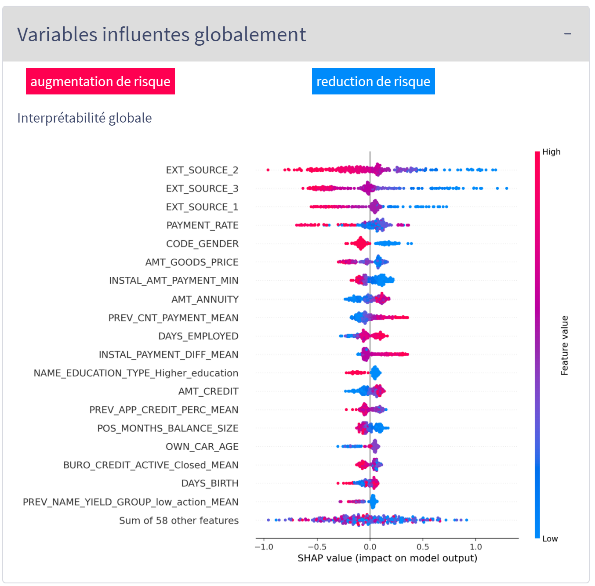 Variables influentes globalement
−
augmentation de risque
reduction de risque
Interprétabilité globale
High
EXT_SOURCE_2
EXT_SOURCE_3
EXT_SOURCE_1
PAYMENT_RATE
CODE_GENDER
AMT_GOODS_PRICE
INSTAL_AMT_PAYMENT_MIN
AMT_ANNUITY
PREV_CNT_PAYMENT_MEAN
DAYS_EMPLOYED
INSTAL_PAYMENT_DIFF_MEAN
NAME_EDUCATION_TYPE_Higher_education
AMT_CREDIT
PREV_APP_CREDIT_PERC_MEAN
POS_MONTHS_BALANCE_SIZE
OWN_CAR_AGE
BURO_CREDIT_ACTIVE_Closed_MEAN
DAYS_BIRTH
PREV_NAME_YIELD_GROUP_low_action_MEAN
Sum of 58 other features
Feature value
Low
−1.0 −0.5 0.0 0.5 1.0
SHAP value (impact on model output)